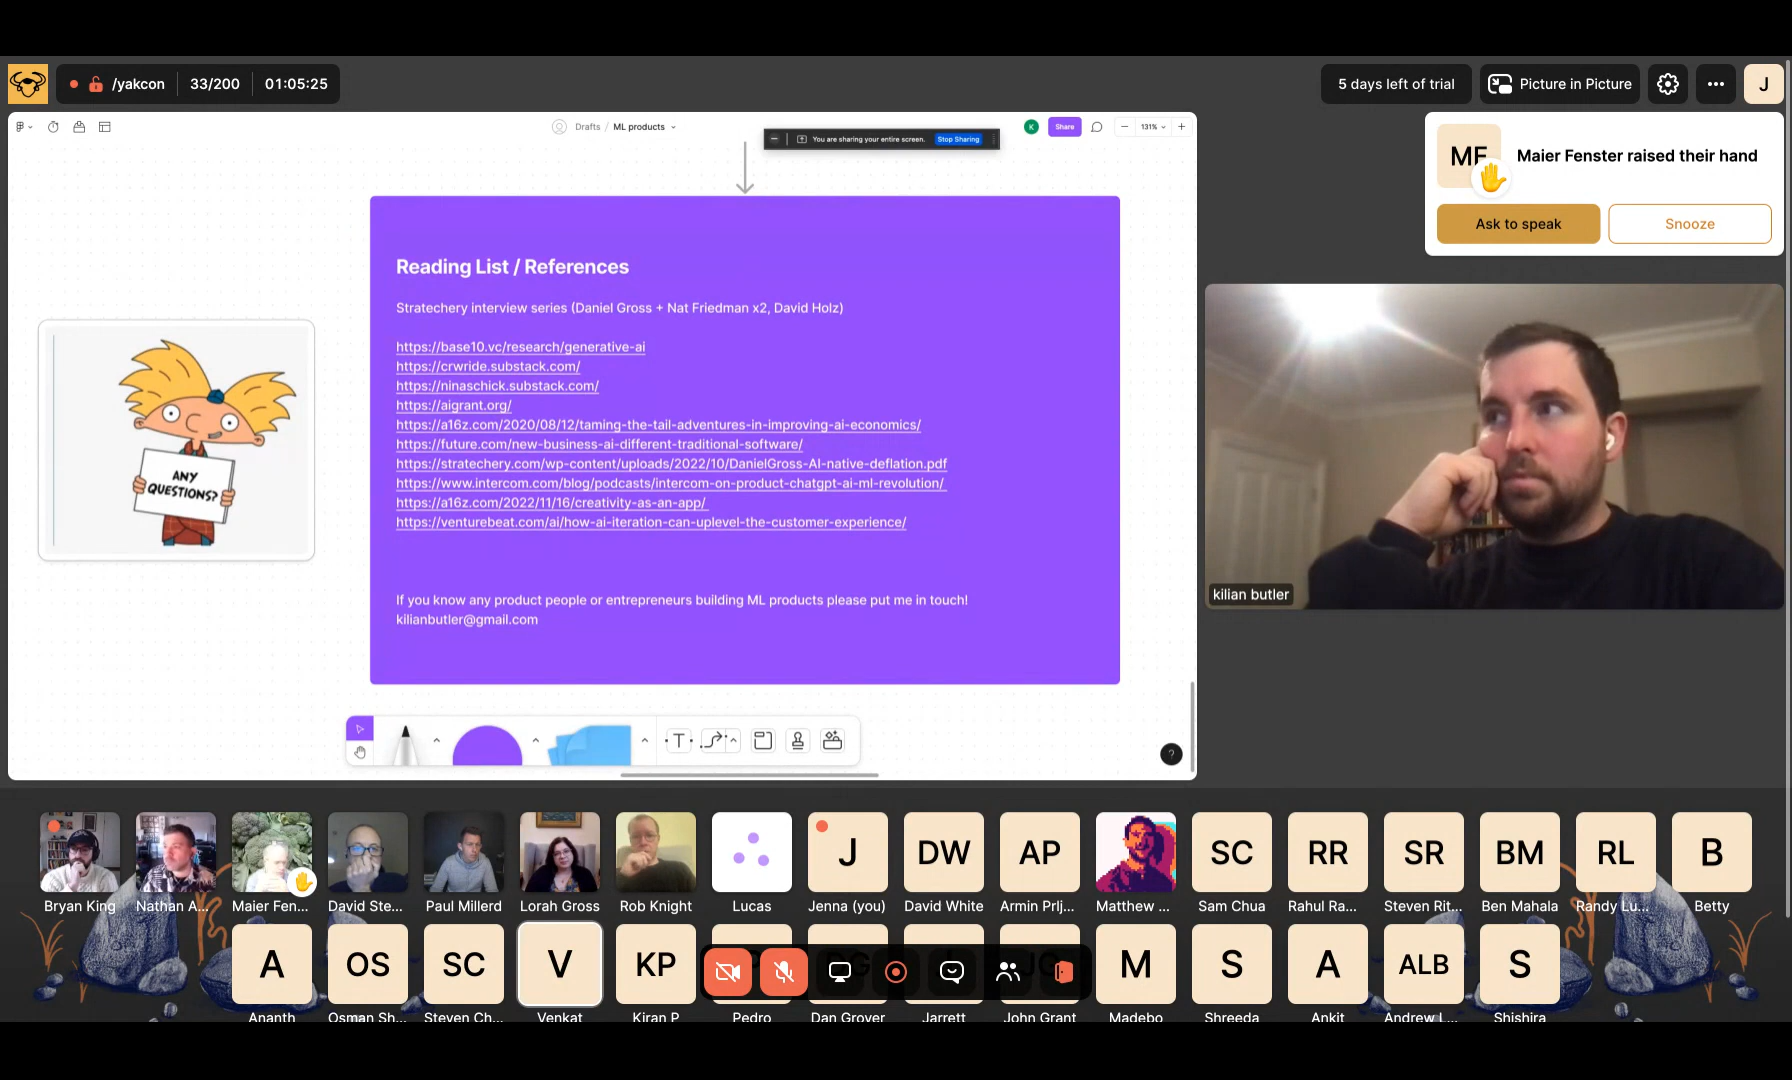 /yakcon
33/200
01:05:25
5 days left of trial
Picture in Picture
J
Drafts / ML products
You are sharing your entire screen.
Stop Sharing
K
Share
131%
ME
Maier Fenster raised their hand
Ask to speak
Snooze
Reading List / References
Stratechery interview series (Daniel Gross + Nat Friedman x2, David Holz)
https://base10.vc/research/generative-ai
https://crwride.substack.com/
https://ninaschick.substack.com/
https://aigrant.org/
https://a16z.com/2020/08/12/taming-the-tail-adventures-in-improving-ai-economics/
https://future.com/new-business-ai-different-traditional-software/
https://stratechery.com/wp-content/uploads/2022/10/DanielGross-AI-native-deflation.pdf
https://www.intercom.com/blog/podcasts/intercom-on-product-chatgpt-ai-ml-revolution/
https://a16z.com/2022/11/16/creativity-as-an-app/
https://venturebeat.com/ai/how-ai-iteration-can-uplevel-the-customer-experience/
If you know any product people or entrepreneurs building ML products please put me in touch!
kilianbutler@gmail.com
ANY
QUESTIONS?
T
?
kilian butler
J
DW
AP
SC
RR
SR
BM
RL
B
Bryan King
Nathan A...
Maier Fen...
David Ste...
Paul Millerd
Lorah Gross
Rob Knight
Lucas
Jenna (you)
David White
Armin Prlj...
Matthew ...
Sam Chua
Rahul Ra...
Steven Rit...
Ben Mahala
Randy Lu...
Betty
A
OS
SC
V
KP
M
S
A
ALB
S
Ananth
Osman Sh...
Steven Ch...
Venkat
Kiran P
Pedro
Dan Grover
Jarrett
John Grant
Madebo
Shreeda
Ankit
Andrew L...
Shishira